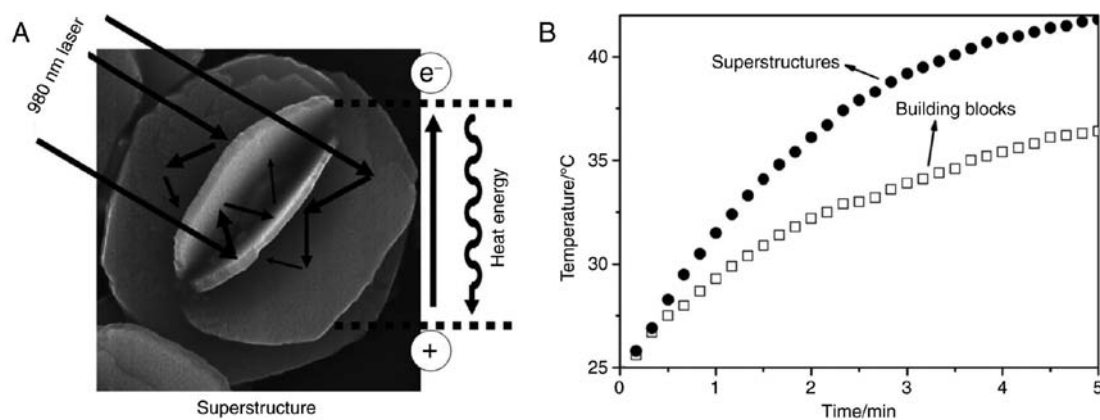 A
980 nm laser
e−
Heat energy
+
Superstructure
B
Temperature/°C
40
35
30
25
Superstructures
Building blocks
0
1
2
3
4
5
Time/min